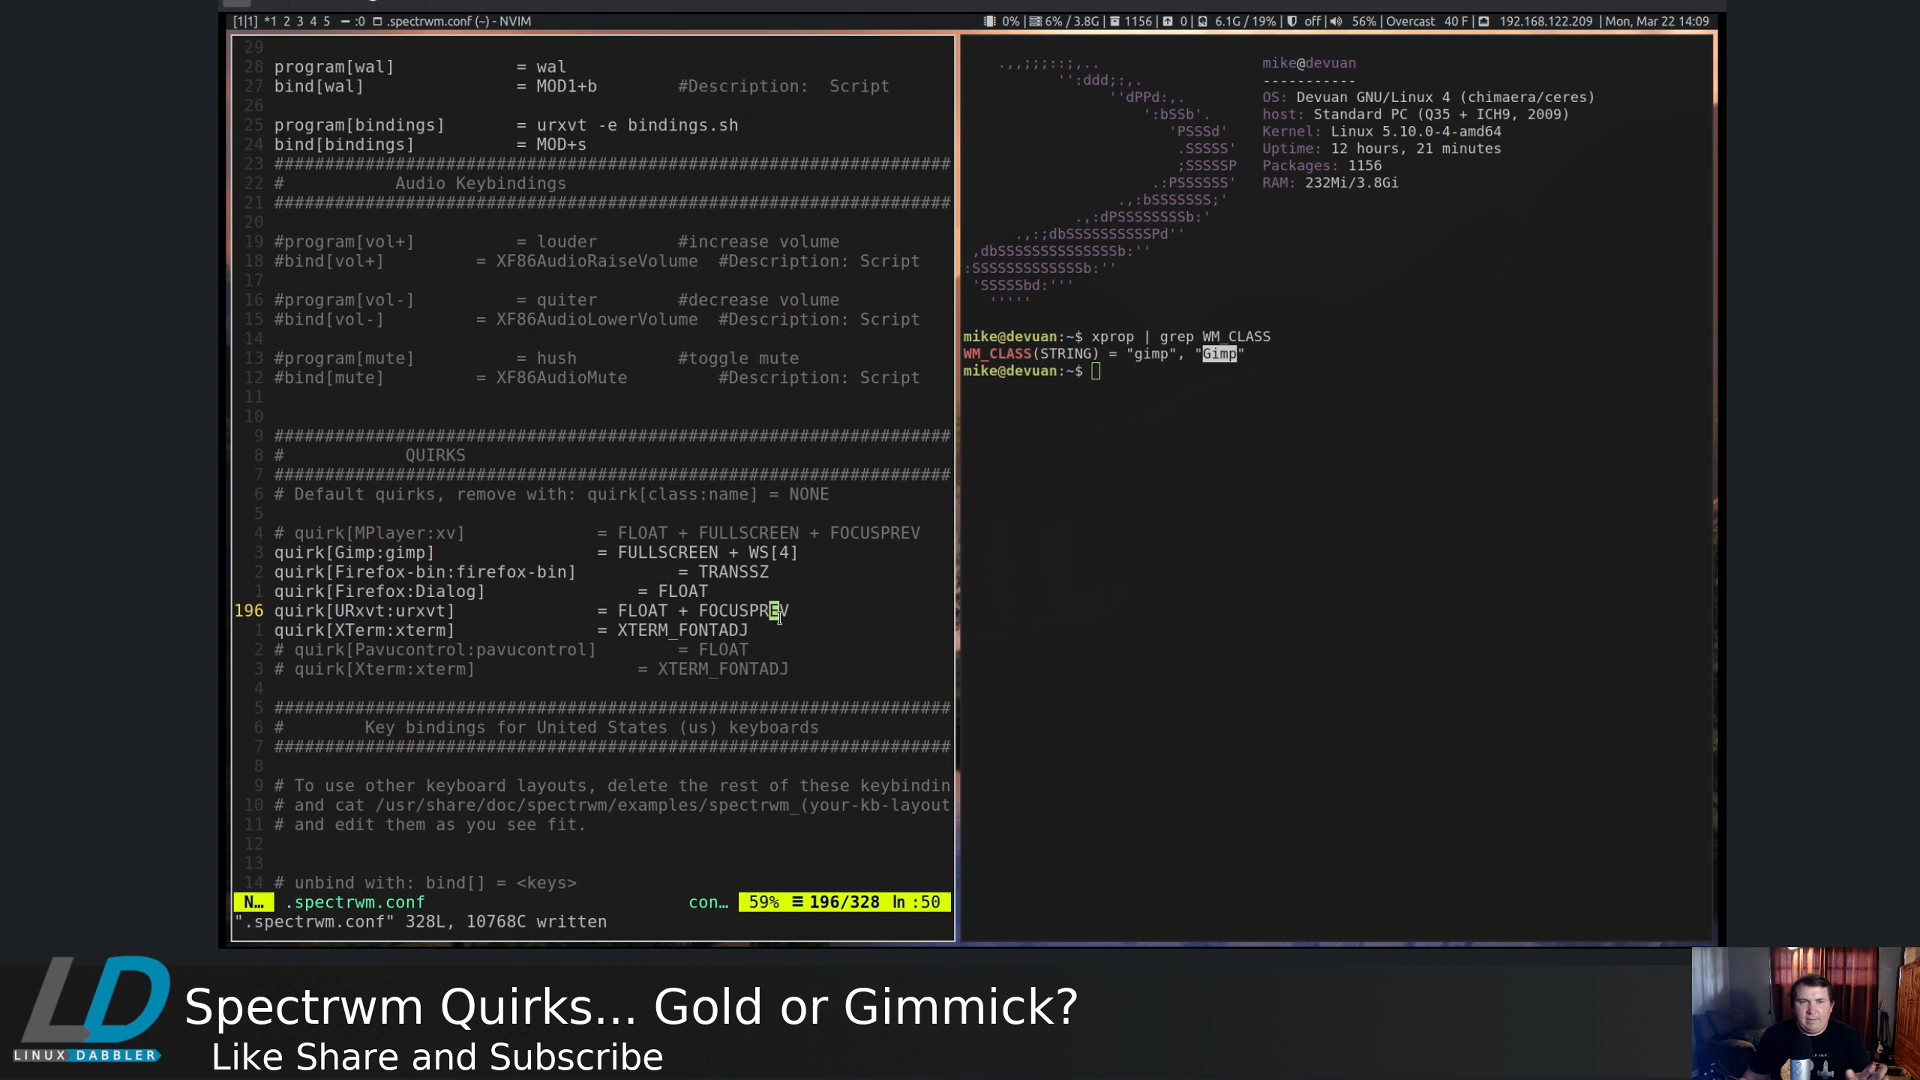 [1|1] *1 2 3 4 5 — :0 .spectrwm.conf (~) - NVIM
0% | 6% / 3.8G | 1156 | 0 | 6.1G / 19% | off | 56% | Overcast 40 F | 192.168.122.209 | Mon, Mar 22 14:09
29
28 program[wal] = wal
27 bind[wal] = MOD1+b #Description: Script
26
25 program[bindings] = urxvt -e bindings.sh
24 bind[bindings] = MOD+s
23 ###################################################################
22 # Audio Keybindings
21 ###################################################################
20
19 #program[vol+] = louder #increase volume
18 #bind[vol+] = XF86AudioRaiseVolume #Description: Script
17
16 #program[vol-] = quiter #decrease volume
15 #bind[vol-] = XF86AudioLowerVolume #Description: Script
14
13 #program[mute] = hush #toggle mute
12 #bind[mute] = XF86AudioMute #Description: Script
11
10
9 ###################################################################
8 # QUIRKS
7 ###################################################################
6 # Default quirks, remove with: quirk[class:name] = NONE
5
4 # quirk[MPlayer:xv] = FLOAT + FULLSCREEN + FOCUSPREV
3 quirk[Gimp:gimp] = FULLSCREEN + WS[4]
2 quirk[Firefox-bin:firefox-bin] = TRANSSZ
1 quirk[Firefox:Dialog] = FLOAT
196 quirk[URxvt:urxvt] = FLOAT + FOCUSPREV
1 quirk[XTerm:xterm] = XTERM_FONTADJ
2 # quirk[Pavucontrol:pavucontrol] = FLOAT
3 # quirk[Xterm:xterm] = XTERM_FONTADJ
4
5 ###################################################################
6 # Key bindings for United States (us) keyboards
7 ###################################################################
8
9 # To use other keyboard layouts, delete the rest of these keybindin
10 # and cat /usr/share/doc/spectrwm/examples/spectrwm_(your-kb-layout
11 # and edit them as you see fit.
12
13
14 # unbind with: bind[] = <keys>
N… .spectrwm.conf con… 59% ≡ 196/328 ln :50
".spectrwm.conf" 328L, 10768C written
.,,;;;::;,..
'':ddd;:,.
''dPPd:,.
':bSSb'.
'PSSSd'
.SSSSS'
;SSSSSP
.:PSSSSSS'
.,:bSSSSSSS;'
.,:dPSSSSSSSSb:'
.,:;dbSSSSSSSSSSPd''
,dbSSSSSSSSSSSSSSb:''
:SSSSSSSSSSSSSb:''
'SSSSSbd:'''
'''''
mike@devuan
-----------
OS: Devuan GNU/Linux 4 (chimaera/ceres)
host: Standard PC (Q35 + ICH9, 2009)
Kernel: Linux 5.10.0-4-amd64
Uptime: 12 hours, 21 minutes
Packages: 1156
RAM: 232Mi/3.8Gi
mike@devuan:~$ xprop | grep WM_CLASS
WM_CLASS(STRING) = "gimp", "Gimp"
mike@devuan:~$
LD
LINUX DABBLER
Spectrwm Quirks... Gold or Gimmick?
Like Share and Subscribe